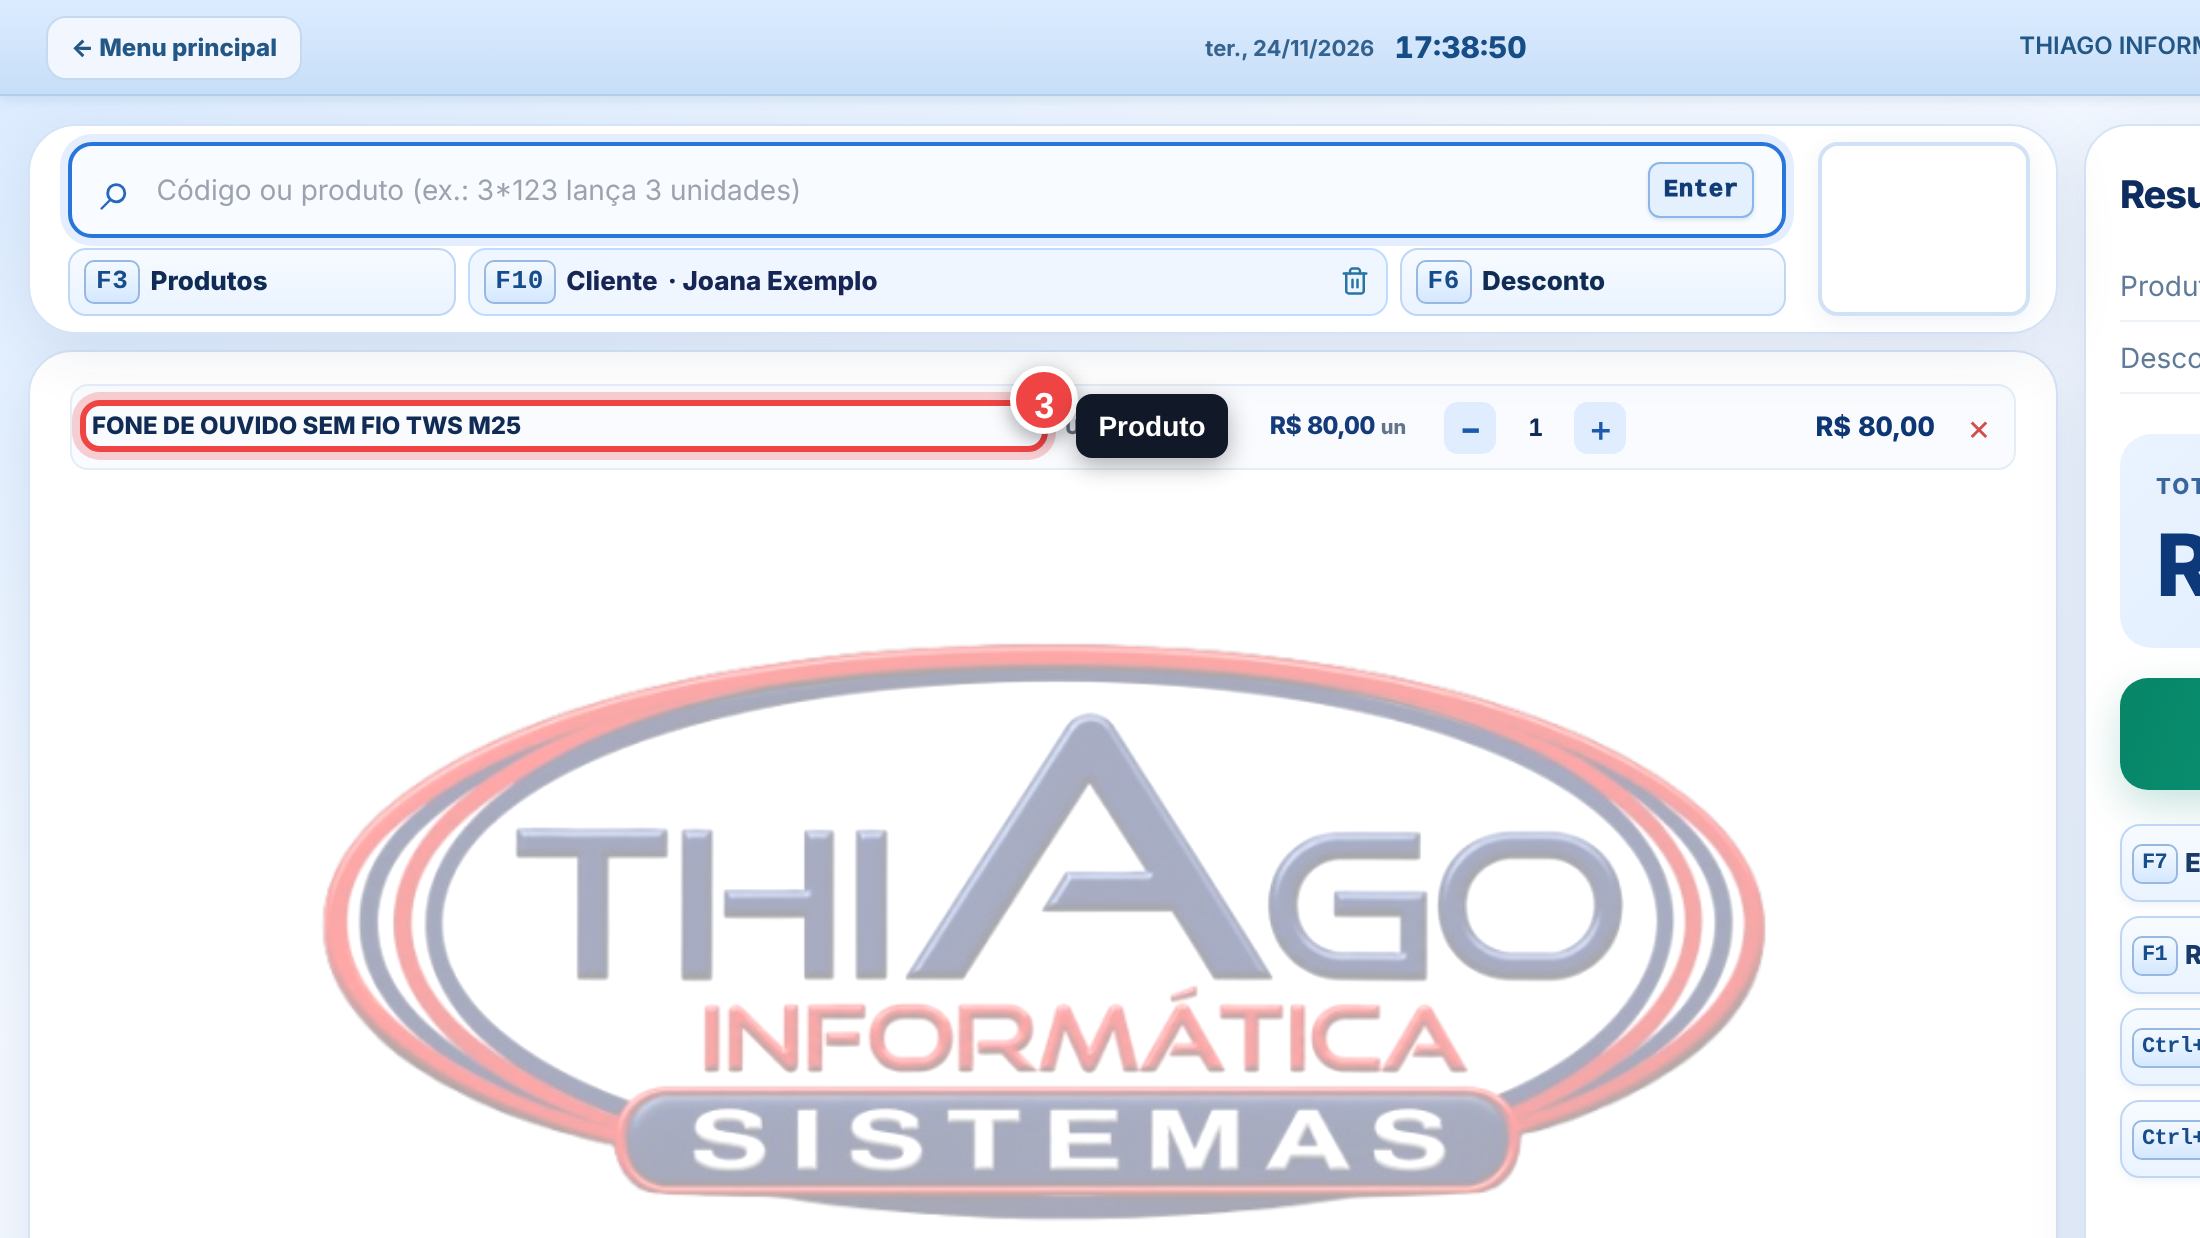 ← Menu principal
ter., 24/11/2026 17:38:50
THIAGO INFORM
Código ou produto (ex.: 3*123 lança 3 unidades)
Enter
F3 Produtos
F10 Cliente · Joana Exemplo
F6 Desconto
FONE DE OUVIDO SEM FIO TWS M25
3
Produto
R$ 80,00 un
− 1 +
R$ 80,00 ×
THIAGO
INFORMÁTICA
SISTEMAS
Resu
Produ
Desco
TOT
R
F7 E
F1 R
Ctrl+
Ctrl+